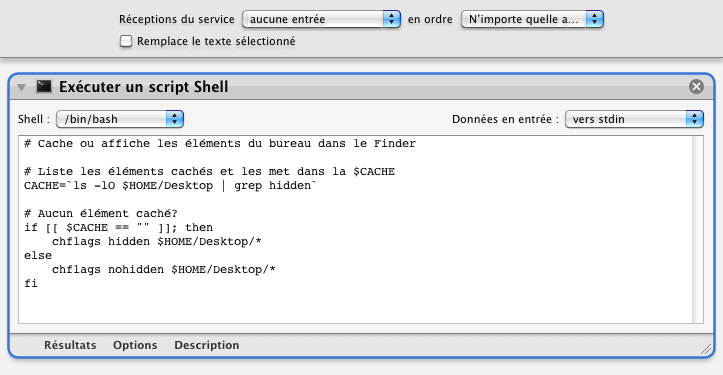 Réceptions du service aucune entrée en ordre N'importe quelle a...
Remplace le texte sélectionné
Exécuter un script Shell
Shell : /bin/bash Données en entrée : vers stdin
# Cache ou affiche les éléments du bureau dans le Finder
# Liste les éléments cachés et les met dans la $CACHE
CACHE=`ls -lO $HOME/Desktop | grep hidden`
# Aucun élément caché?
if [[ $CACHE == "" ]]; then
    chflags hidden $HOME/Desktop/*
else
    chflags nohidden $HOME/Desktop/*
fi
Résultats Options Description